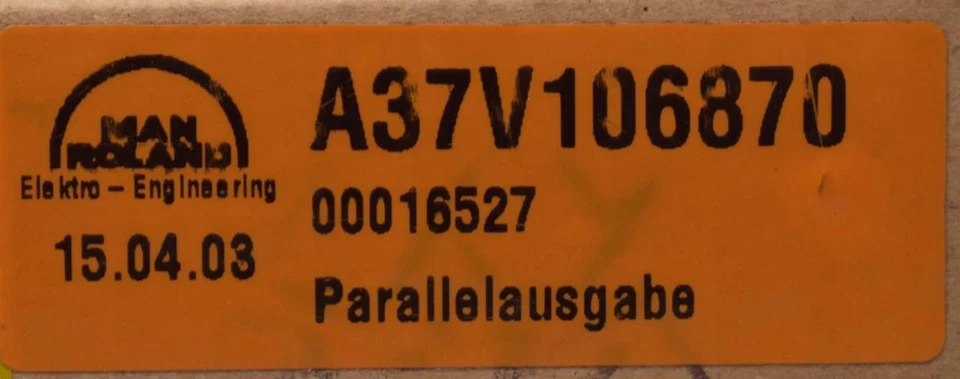 MAN
ROLAND
Elektro - Engineering
15.04.03
A37V106870
00016527
Parallelausgabe